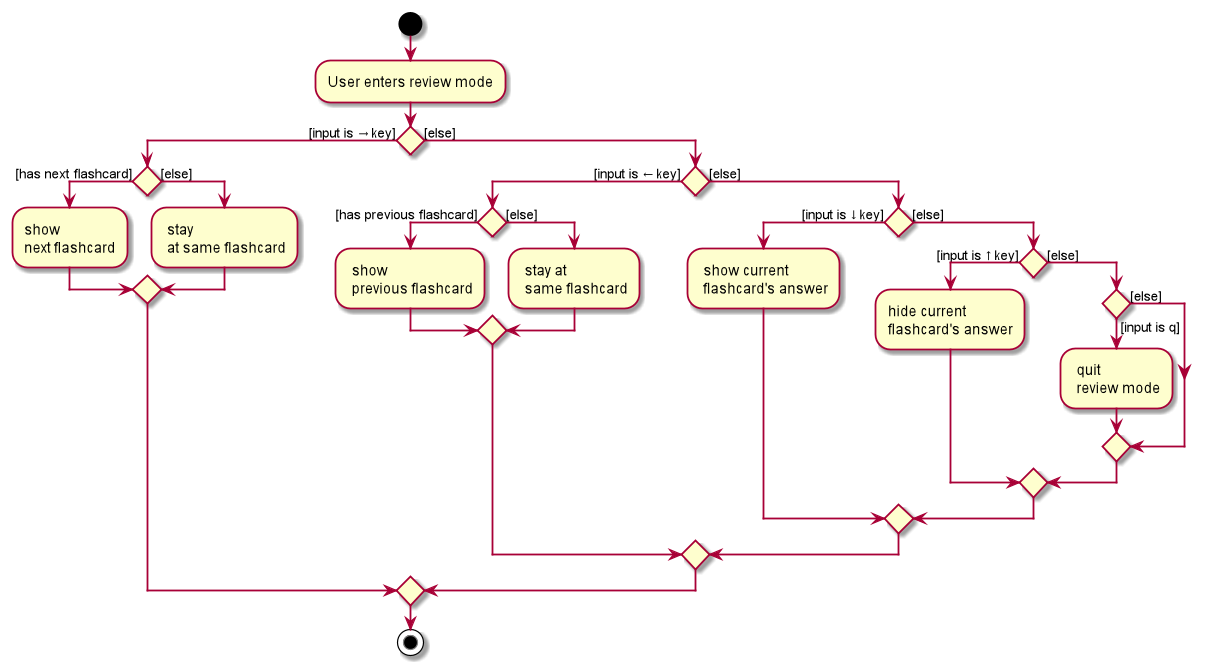 User enters review mode
[input is → key]
[else]
[has next flashcard]
[else]
[input is ← key]
[else]
show
next flashcard
stay
at same flashcard
[has previous flashcard]
[else]
[input is ↓ key]
[else]
show
previous flashcard
stay at
same flashcard
show current
flashcard's answer
[input is ↑ key]
[else]
hide current
flashcard's answer
[else]
[input is q]
quit
review mode